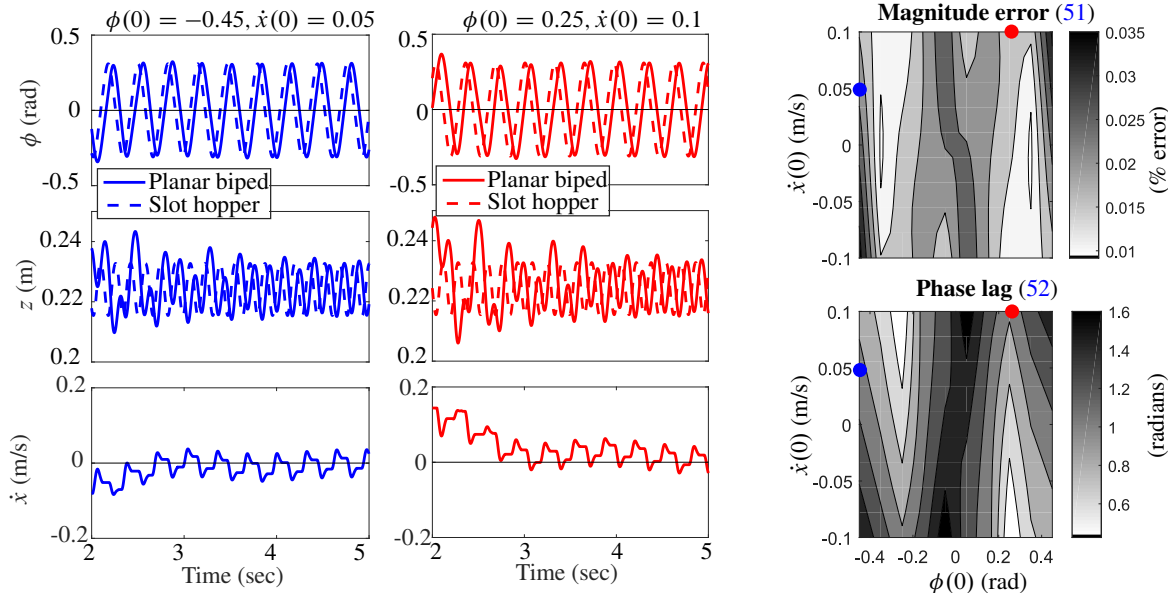 ϕ(0) = −0.45, ẋ(0) = 0.05
0.5
0
-0.5
ϕ (rad)
Planar biped
Slot hopper
0.24
0.22
0.2
z (m)
0.2
0
-0.2
ẋ (m/s)
2
3
4
5
Time (sec)
ϕ(0) = 0.25, ẋ(0) = 0.1
0.5
0
-0.5
Planar biped
Slot hopper
0.24
0.22
0.2
0.2
0
-0.2
2
3
4
5
Time (sec)
Magnitude error (51)
0.1
0.05
0
-0.05
-0.1
ẋ(0) (m/s)
0.035
0.03
0.025
0.02
0.015
0.01
(% error)
Phase lag (52)
0.1
0.05
0
-0.05
-0.1
ẋ(0) (m/s)
-0.4
-0.2
0
0.2
0.4
ϕ(0) (rad)
1.6
1.4
1.2
1
0.8
0.6
(radians)